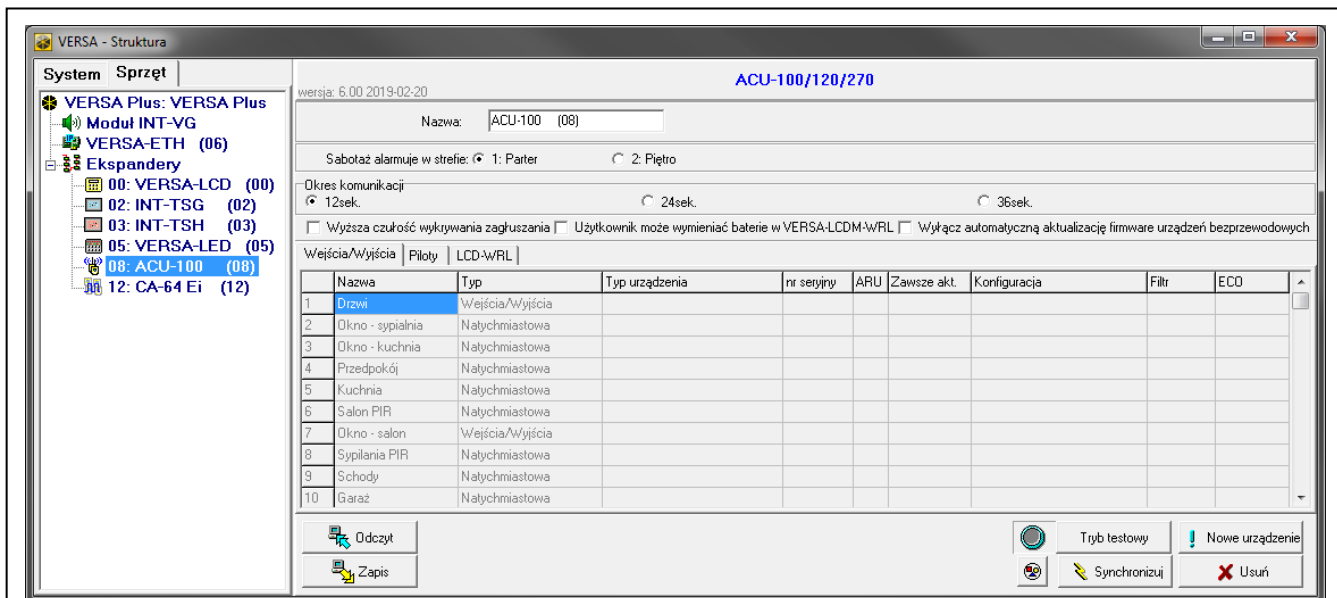 VERSA - Struktura
System Sprzęt
VERSA Plus: VERSA Plus
Moduł INT-VG
VERSA-ETH (06)
Ekspandery
00: VERSA-LCD (00)
02: INT-TSG (02)
03: INT-TSH (03)
05: VERSA-LED (05)
08: ACU-100 (08)
12: CA-64 Ei (12)
ACU-100/120/270
wersja: 6.00 2019-02-20
Nazwa: ACU-100 (08)
Sabotaż alarmuje w strefie: 1: Parter 2: Piętro
Okres komunikacji
12sek. 24sek. 36sek.
Wyższa czułość wykrywania zagłuszania Użytkownik może wymieniać baterie w VERSA-LCDM-WRL Wyłącz automatyczną aktualizację firmware urządzeń bezprzewodowych
Wejścia/Wyjścia Piloty LCD-WRL
Nazwa Typ Typ urządzenia nr seryjny ARU Zawsze akt. Konfiguracja Filtr ECO
1 Drzwi Wejścia/Wyjścia
2 Okno - sypialnia Natychmiastowa
3 Okno - kuchnia Natychmiastowa
4 Przedpokój Natychmiastowa
5 Kuchnia Natychmiastowa
6 Salon PIR Natychmiastowa
7 Okno - salon Wejścia/Wyjścia
8 Sypilania PIR Natychmiastowa
9 Schody Natychmiastowa
10 Garaż Natychmiastowa
Odczyt Tryb testowy Nowe urządzenie
Zapis Synchronizuj Usuń